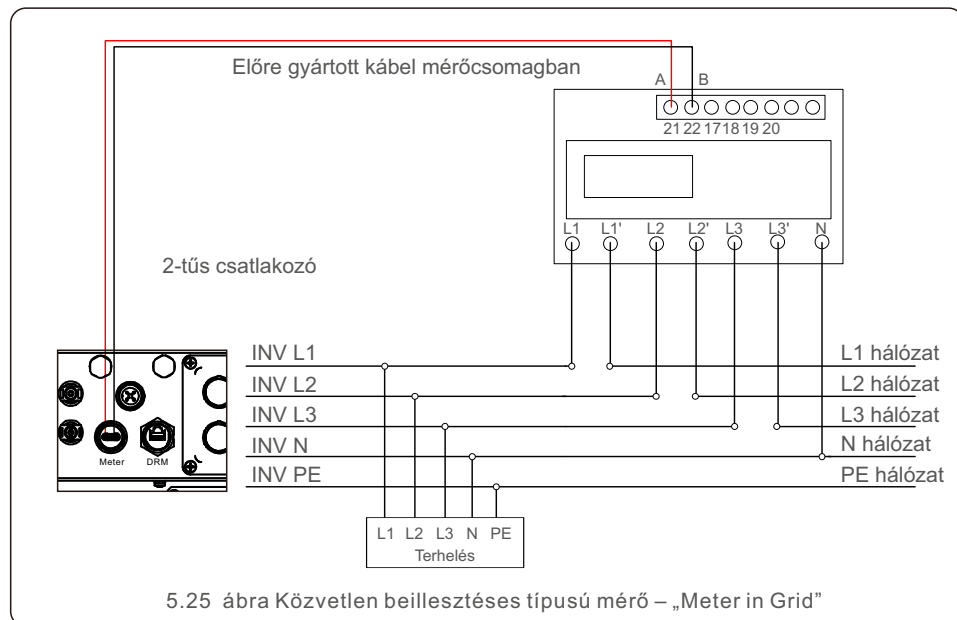 Előre gyártott kábel mérőcsomagban
A B
21 22 17 18 19 20
L1 L1' L2 L2' L3 L3' N
2-tűs csatlakozó
INV L1 L1 hálózat
INV L2 L2 hálózat
INV L3 L3 hálózat
INV N N hálózat
INV PE PE hálózat
Meter DRM
L1 L2 L3 N PE
Terhelés
5.25 ábra Közvetlen beillesztéses típusú mérő – „Meter in Grid”